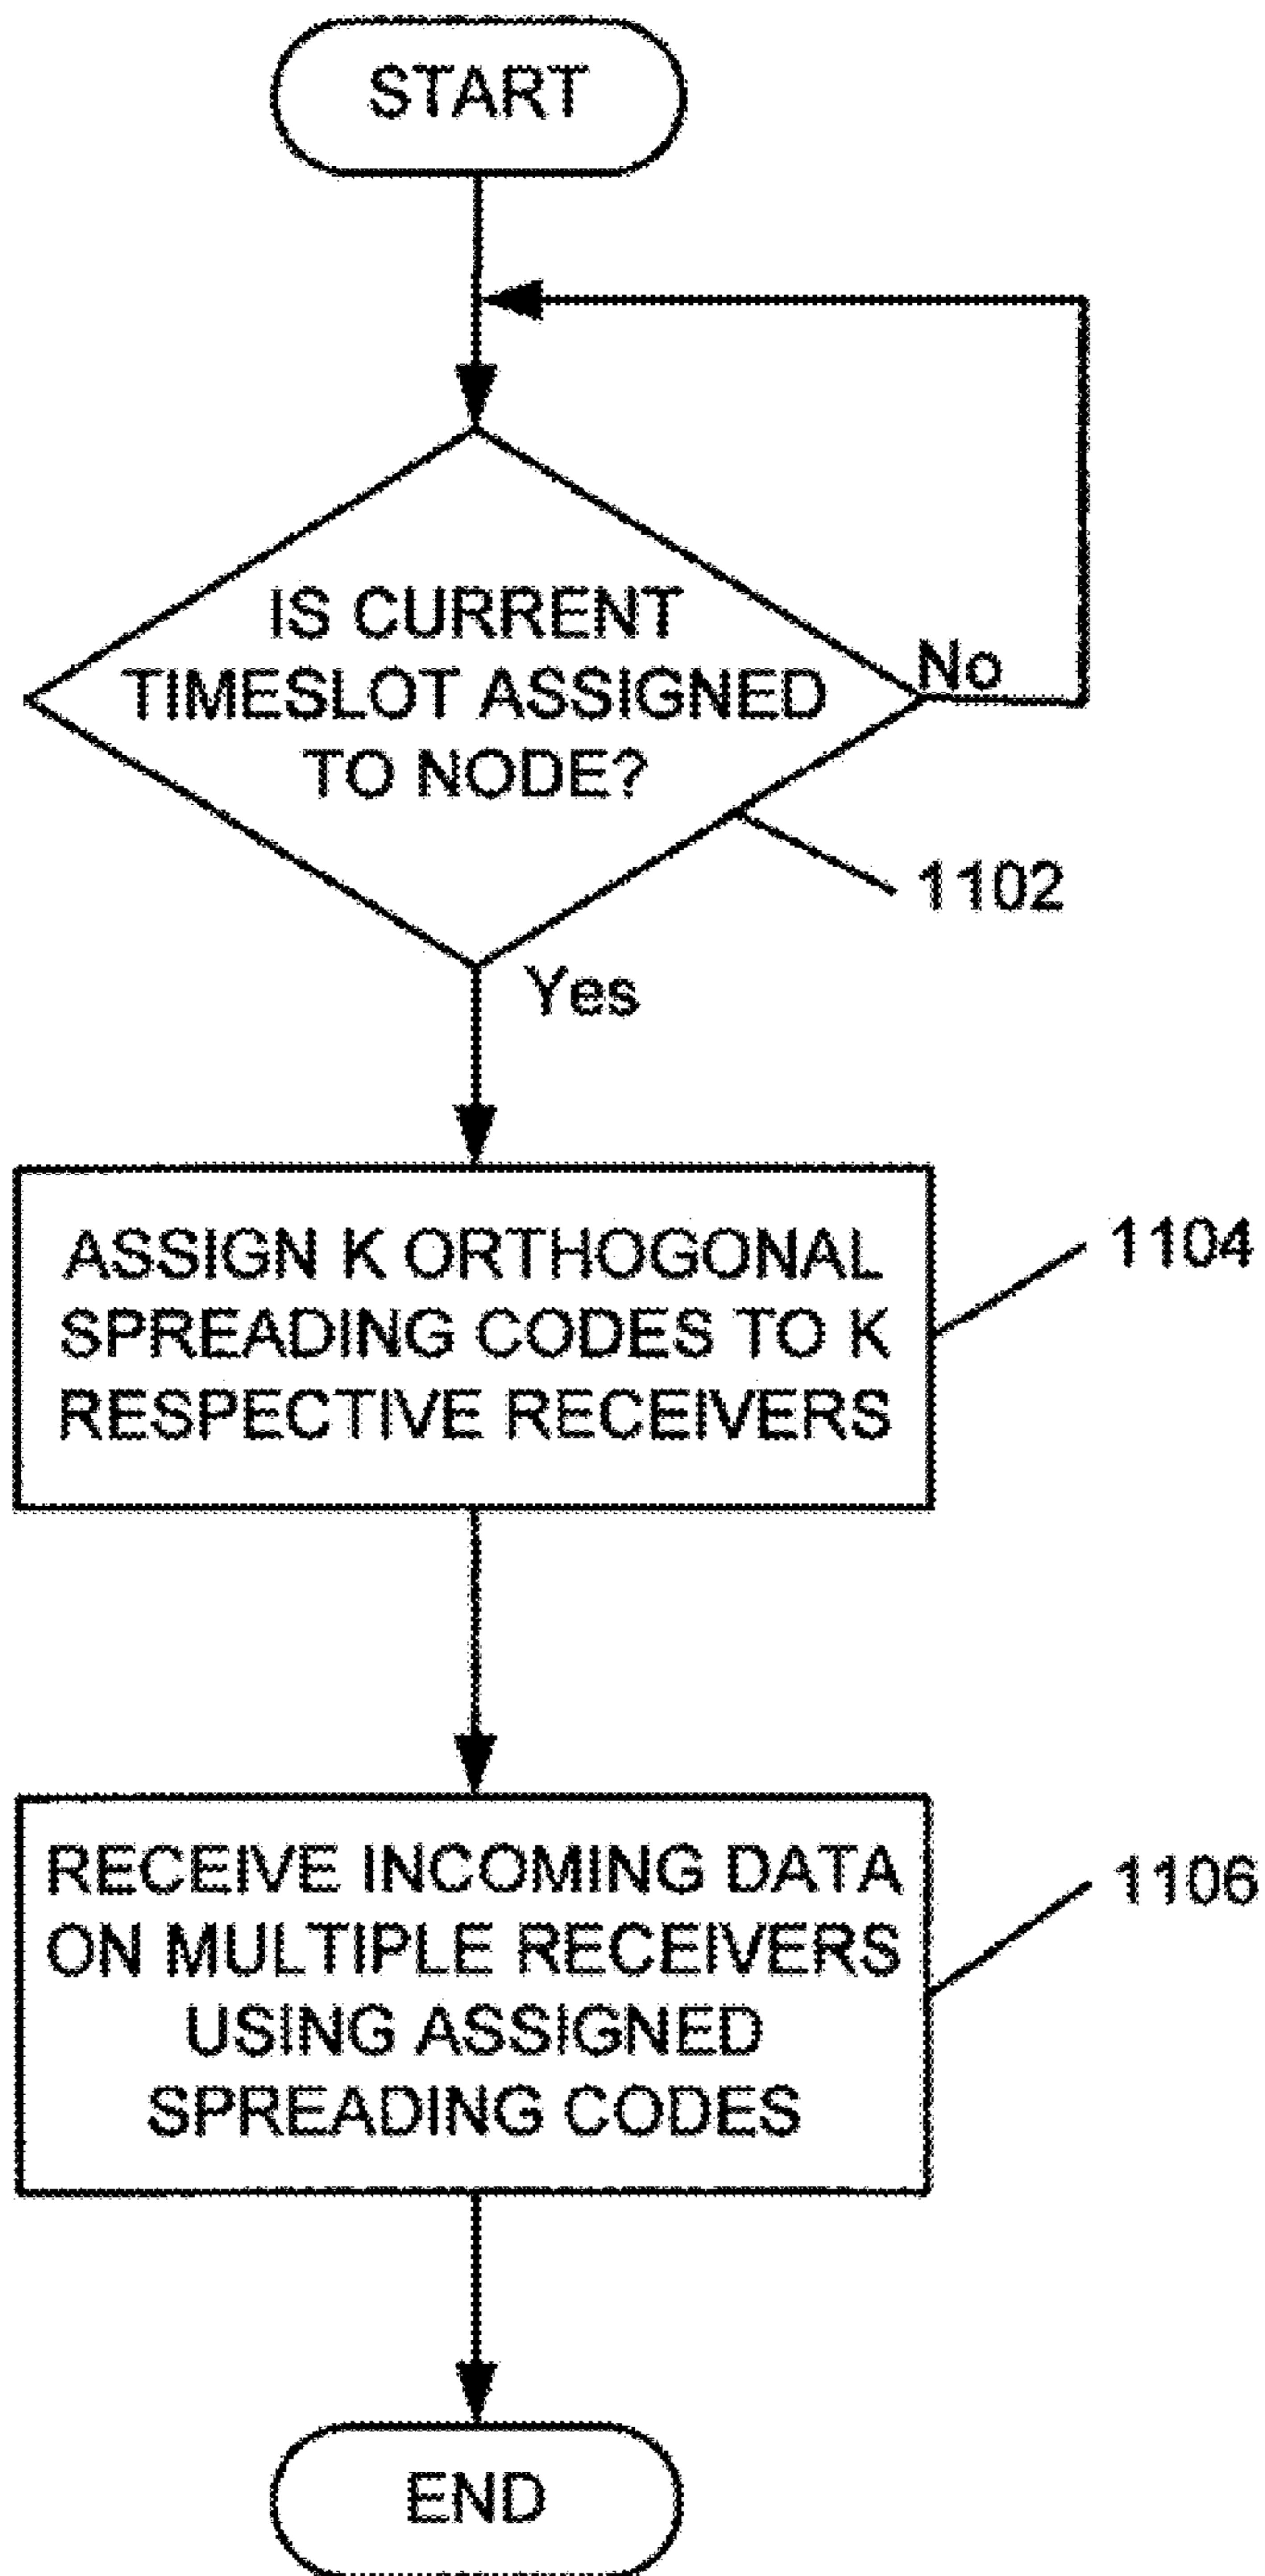 START
IS CURRENT
TIMESLOT ASSIGNED
TO NODE?
No
1102
Yes
ASSIGN K ORTHOGONAL
SPREADING CODES TO K
RESPECTIVE RECEIVERS
1104
RECEIVE INCOMING DATA
ON MULTIPLE RECEIVERS
USING ASSIGNED
SPREADING CODES
1106
END